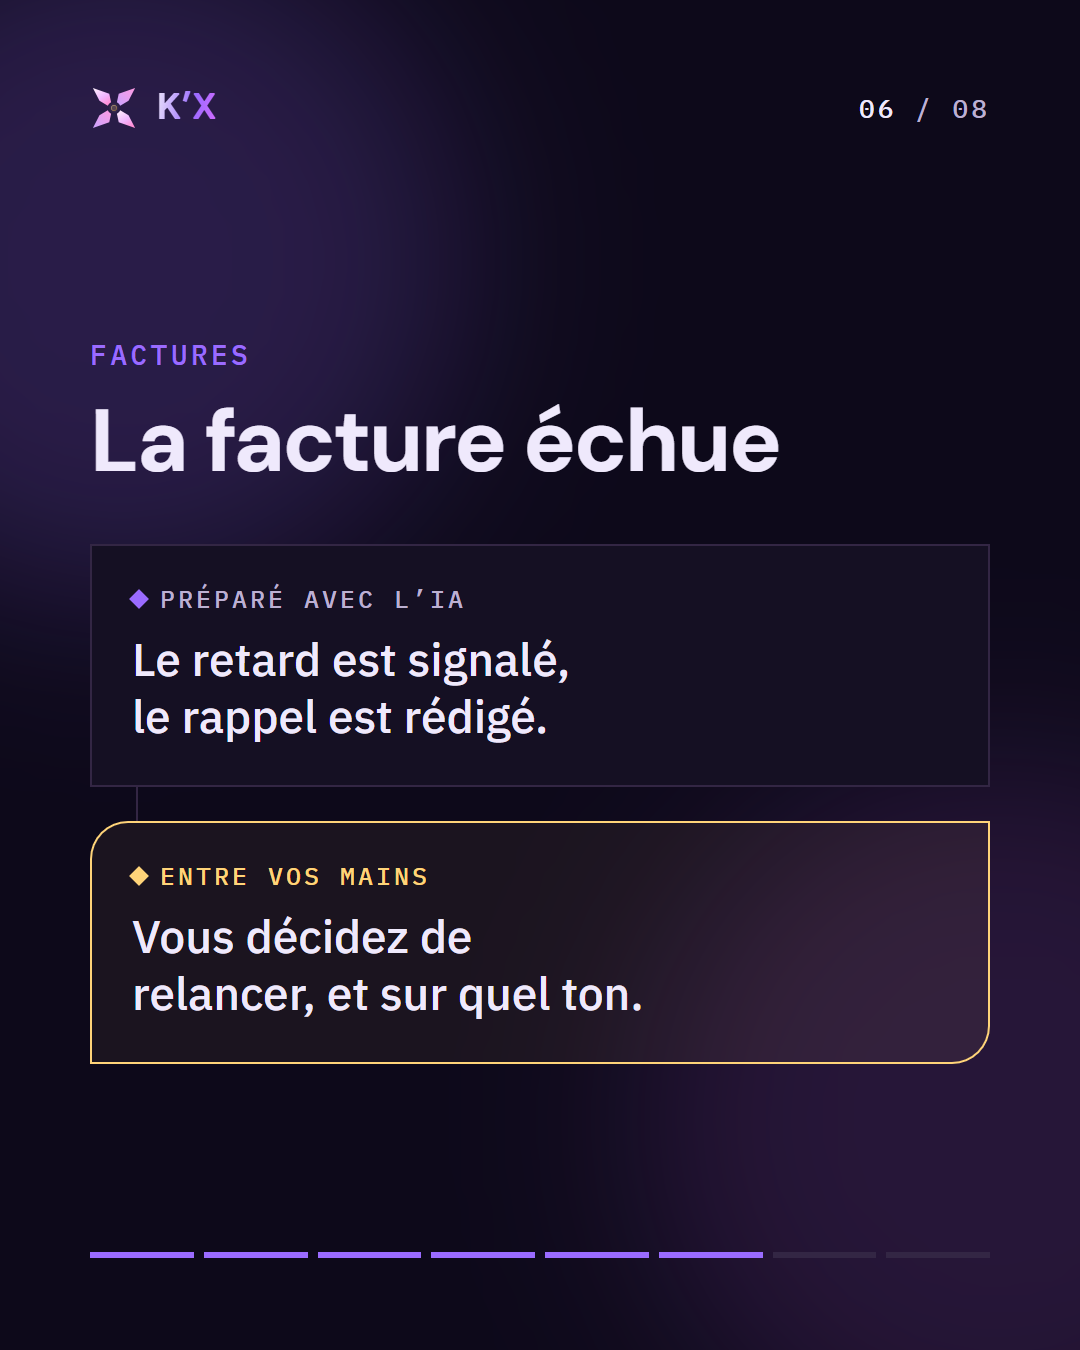 K’X
06 / 08
FACTURES
La facture échue
PRÉPARÉ AVEC L’IA
Le retard est signalé,
le rappel est rédigé.
ENTRE VOS MAINS
Vous décidez de
relancer, et sur quel ton.